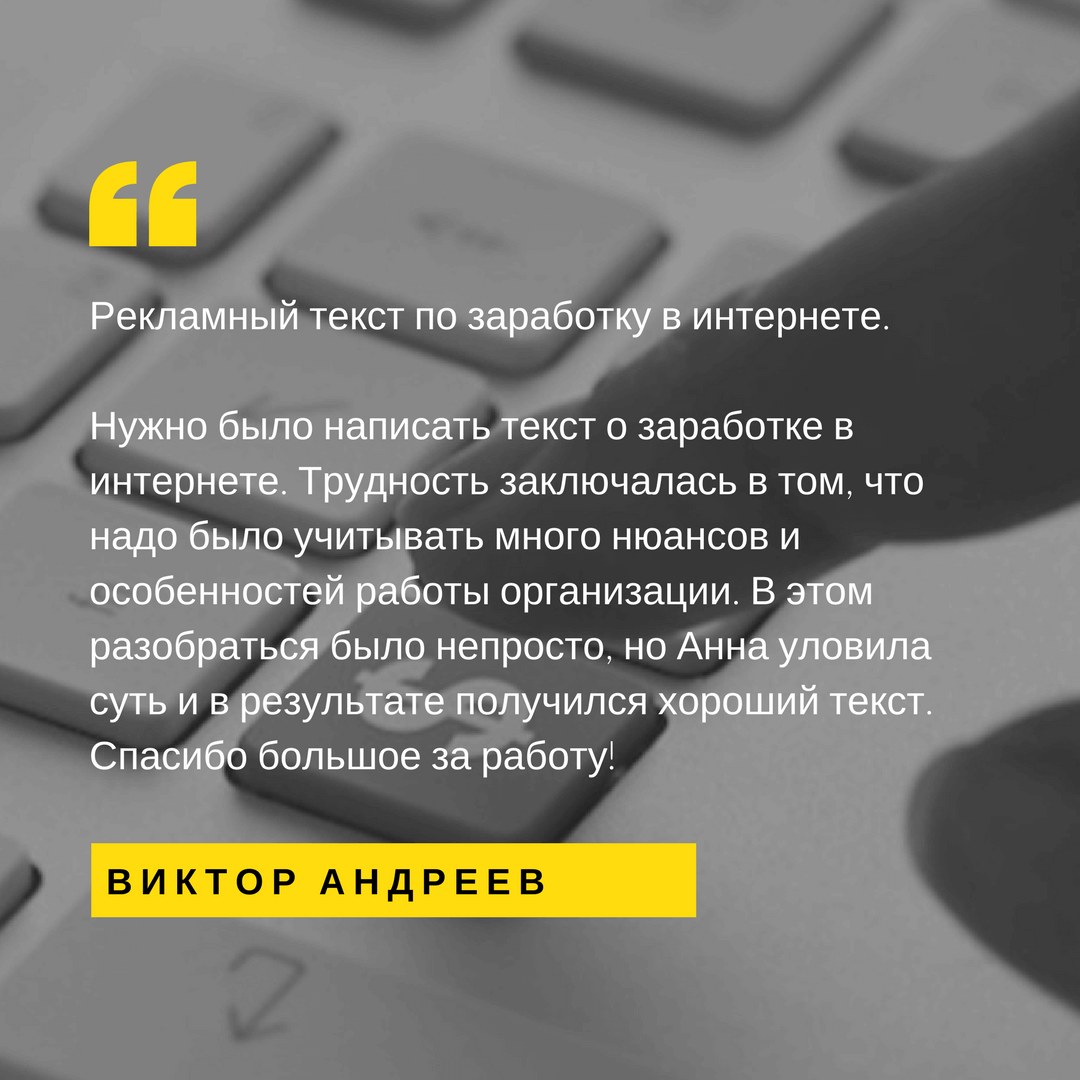 Рекламный текст по заработку в интернете.
Нужно было написать текст о заработке в
интернете. Трудность заключалась в том, что
надо было учитывать много нюансов и
особенностей работы организации. В этом
разобраться было непросто, но Анна уловила
суть и в результате получился хороший текст.
Спасибо большое за работу!
ВИКТОР АНДРЕЕВ